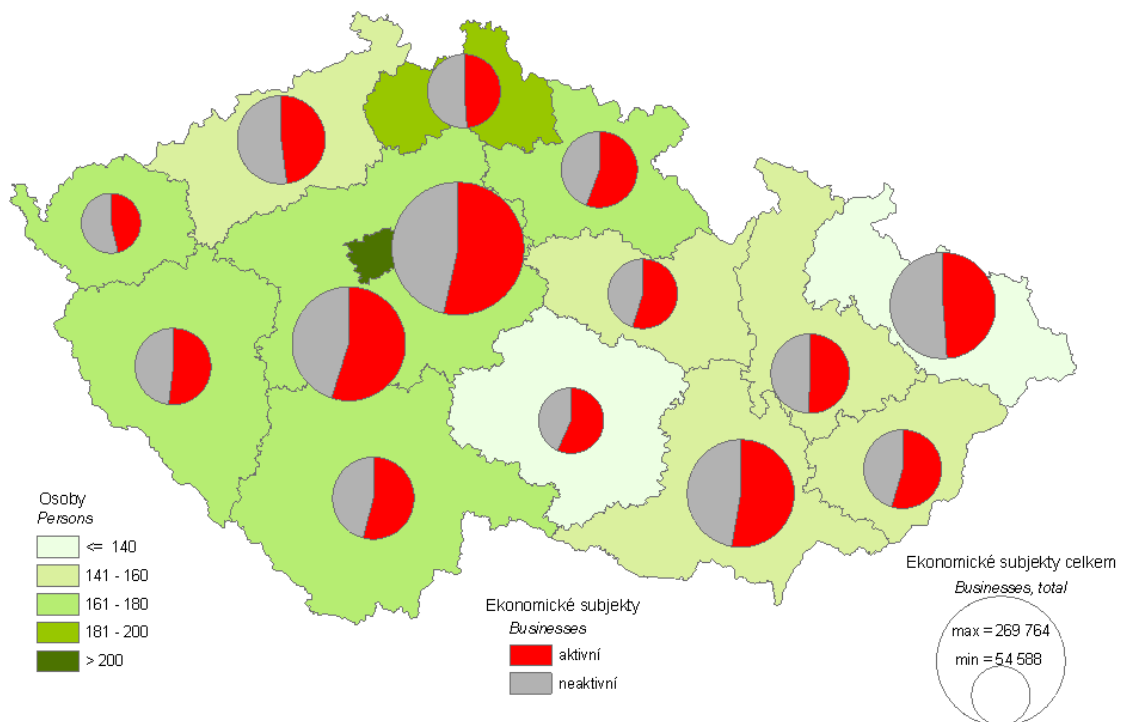 Osoby
Persons
<= 140
141 - 160
161 - 180
181 - 200
> 200
Ekonomické subjekty
Businesses
aktivní
neaktivní
Ekonomické subjekty celkem
Businesses, total
max = 269 764
min = 54 588